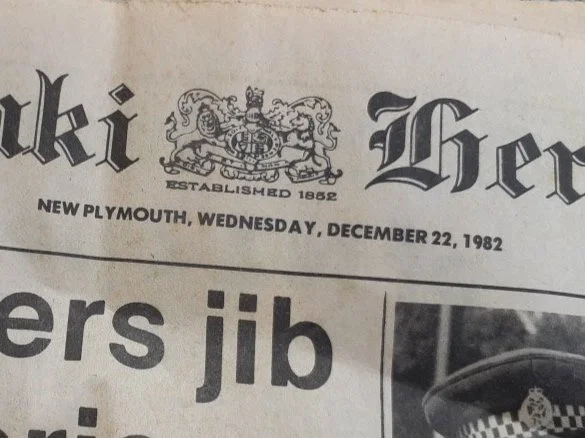 aki Her
ESTABLISHED 1852
NEW PLYMOUTH, WEDNESDAY, DECEMBER 22, 1982
ers jib